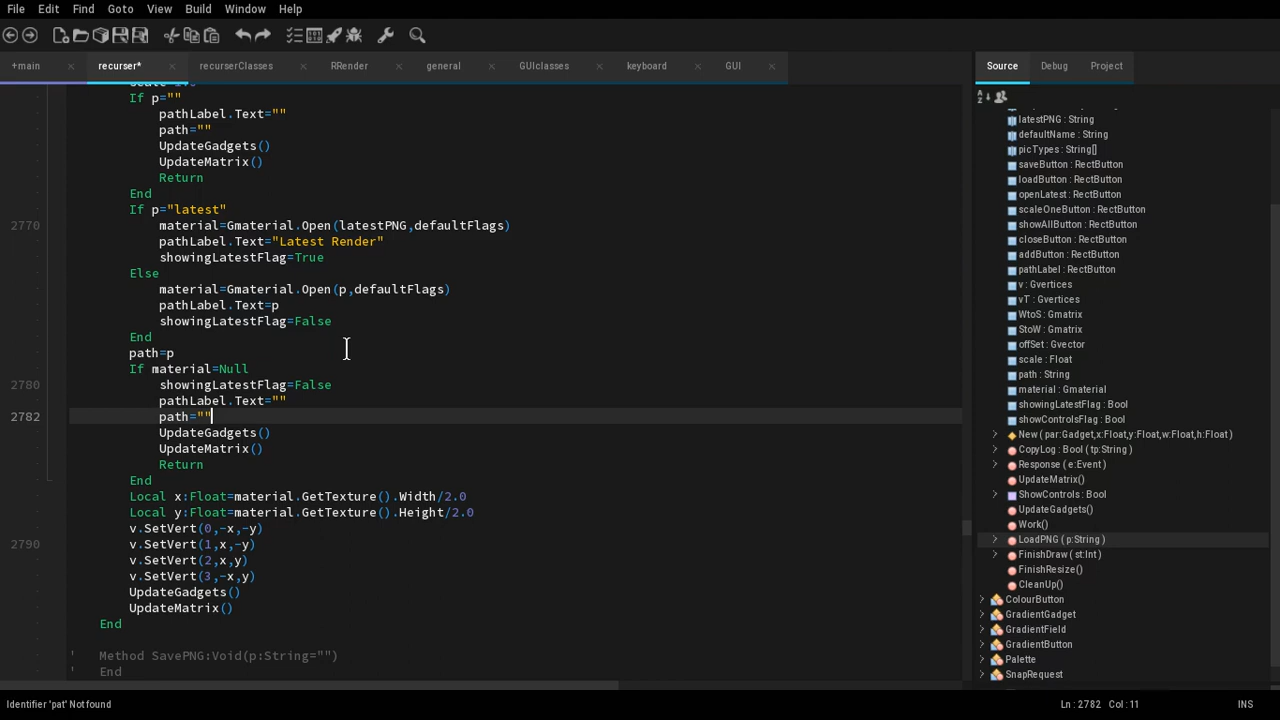 File Edit Find Goto View Build Window Help
+main recurser* recurserClasses RRender general GUIclasses keyboard GUI
Source Debug Project
If p=""
pathLabel.Text=""
path=""
UpdateGadgets()
UpdateMatrix()
Return
End
If p="latest"
2770 material=Gmaterial.Open(latestPNG,defaultFlags)
pathLabel.Text="Latest Render"
showingLatestFlag=True
Else
material=Gmaterial.Open(p,defaultFlags)
pathLabel.Text=p
showingLatestFlag=False
End
path=p
If material=Null
2780 showingLatestFlag=False
pathLabel.Text=""
2782 path=""
UpdateGadgets()
UpdateMatrix()
Return
End
Local x:Float=material.GetTexture().Width/2.0
Local y:Float=material.GetTexture().Height/2.0
v.SetVert(0,-x,-y)
2790 v.SetVert(1,x,-y)
v.SetVert(2,x,y)
v.SetVert(3,-x,y)
UpdateGadgets()
UpdateMatrix()
End
' Method SavePNG:Void(p:String="")
' End
latestPNG : String
defaultName : String
picTypes : String[]
saveButton : RectButton
loadButton : RectButton
openLatest : RectButton
scaleOneButton : RectButton
showAllButton : RectButton
closeButton : RectButton
addButton : RectButton
pathLabel : RectButton
v : Gvertices
vT : Gvertices
WtoS : Gmatrix
StoW : Gmatrix
offSet : Gvector
scale : Float
path : String
material : Gmaterial
showingLatestFlag : Bool
showControlsFlag : Bool
New ( par:Gadget,x:Float,y:Float,w:Float,h:Float )
CopyLog : Bool ( tp:String )
Response ( e:Event )
UpdateMatrix()
ShowControls : Bool
UpdateGadgets()
Work()
LoadPNG ( p:String )
FinishDraw ( st:Int )
FinishResize()
CleanUp()
ColourButton
GradientGadget
GradientField
GradientButton
Palette
SnapRequest
Identifier 'pat' Not found Ln : 2782 Col : 11 INS